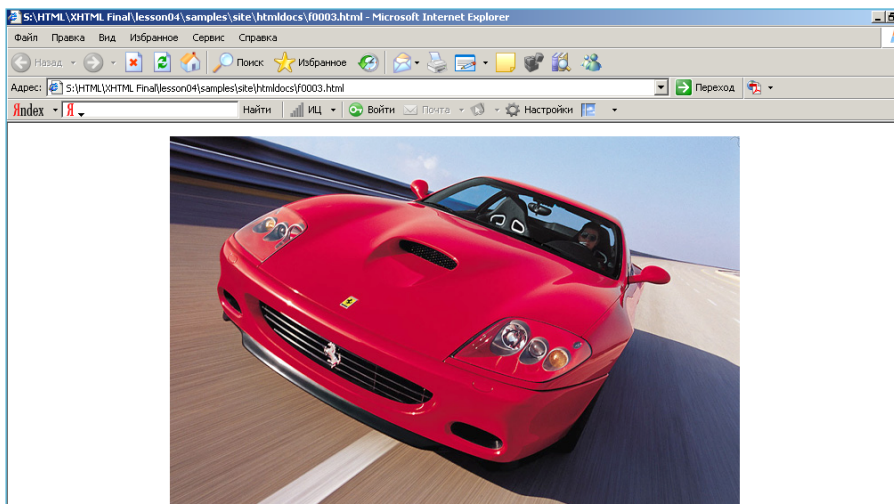 S:\HTML\XHTML Final\lesson04\samples\site\htmldocs\f0003.html - Microsoft Internet Explorer
Файл Правка Вид Избранное Сервис Справка
Назад Поиск Избранное
Адрес: S:\HTML\XHTML Final\lesson04\samples\site\htmldocs\f0003.html Переход
Яndex Я Найти ИЦ Войти Почта Настройки